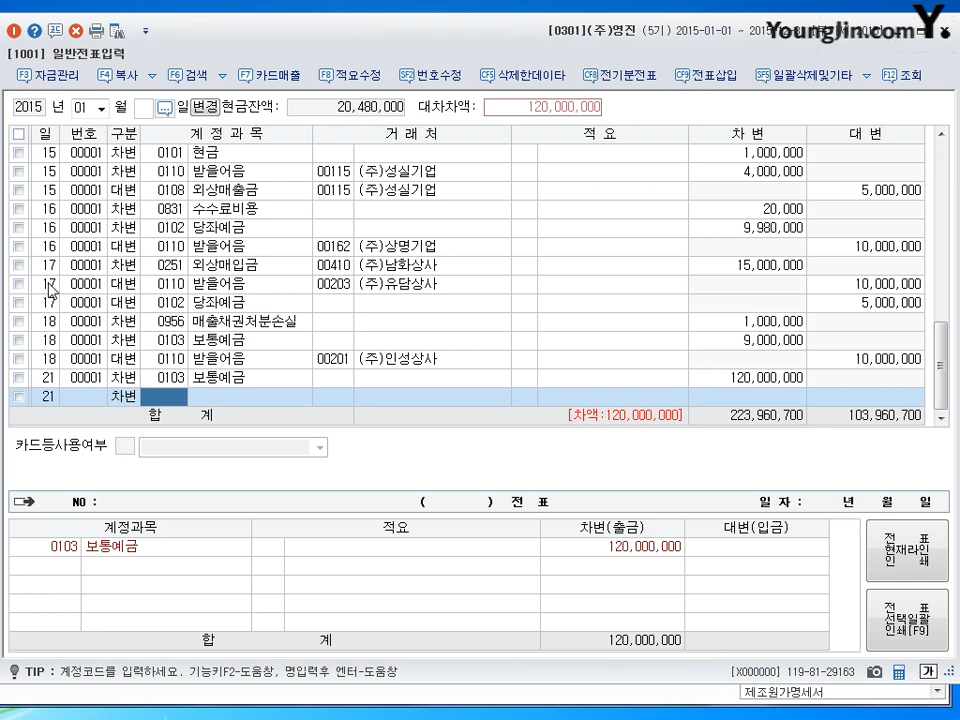 [0301](주)영진 (5기) 2015-01-01 ~ 2015-12-
Younglin.com Y.
[1001] 일반전표입력
F3 자금관리 F4 복사 F6 검색 F7 카드매출 F8 적요수정 SF2 번호수정 CF5 삭제한데이타 CF8 전기분전표 CF9 전표삽입 SF5 일괄삭제및기타 F12 조회
2015 년 01 월 일 변경 현금잔액: 20,480,000 대차차액: 120,000,000
일 번호 구분 계 정 과 목 거 래 처 적 요 차 변 대 변
15 00001 차변 0101 현금 1,000,000
15 00001 차변 0110 받을어음 00115 (주)성실기업 4,000,000
15 00001 대변 0108 외상매출금 00115 (주)성실기업 5,000,000
16 00001 차변 0831 수수료비용 20,000
16 00001 차변 0102 당좌예금 9,980,000
16 00001 대변 0110 받을어음 00162 (주)상명기업 10,000,000
17 00001 차변 0251 외상매입금 00410 (주)남화상사 15,000,000
17 00001 대변 0110 받을어음 00203 (주)유담상사 10,000,000
17 00001 대변 0102 당좌예금 5,000,000
18 00001 차변 0956 매출채권처분손실 1,000,000
18 00001 차변 0103 보통예금 9,000,000
18 00001 대변 0110 받을어음 00201 (주)인성상사 10,000,000
21 00001 차변 0103 보통예금 120,000,000
21 차변
합 계 [차액:120,000,000] 223,960,700 103,960,700
카드등사용여부
NO : ( ) 전 표 일 자 : 년 월 일
계정과목 적요 차변(출금) 대변(입금)
0103 보통예금 120,000,000
합 계 120,000,000
전 표
현재라인
인 쇄
전 표
선택일괄
인쇄[F9]
TIP : 계정코드를 입력하세요. 기능키F2-도움창, 명입력후 엔터-도움창 [X000000] 119-81-29163 가
제조원가명세서